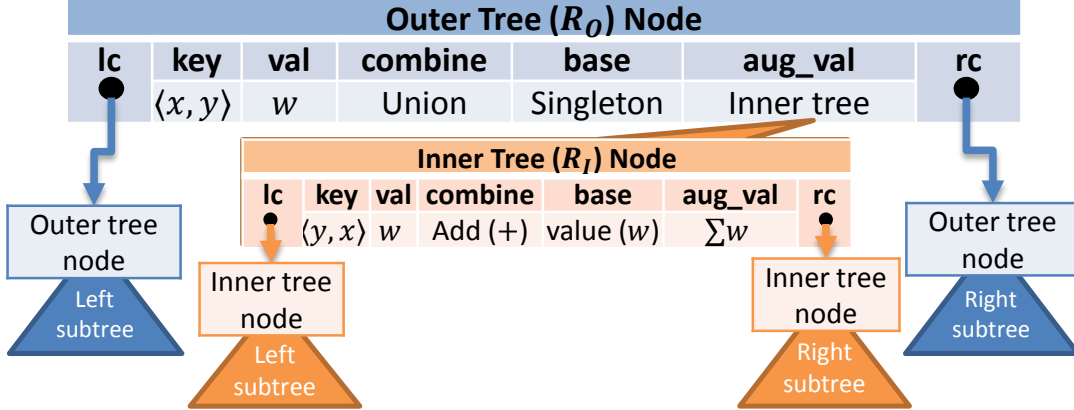 Outer Tree (R_O) Node
lc key val combine base aug_val rc
⟨x, y⟩ w Union Singleton Inner tree
Inner Tree (R_I) Node
lc key val combine base aug_val rc
⟨y, x⟩ w Add (+) value (w) ∑w
Outer tree
node
Left
subtree
Inner tree
node
Left
subtree
Inner tree
node
Right
subtree
Outer tree
node
Right
subtree